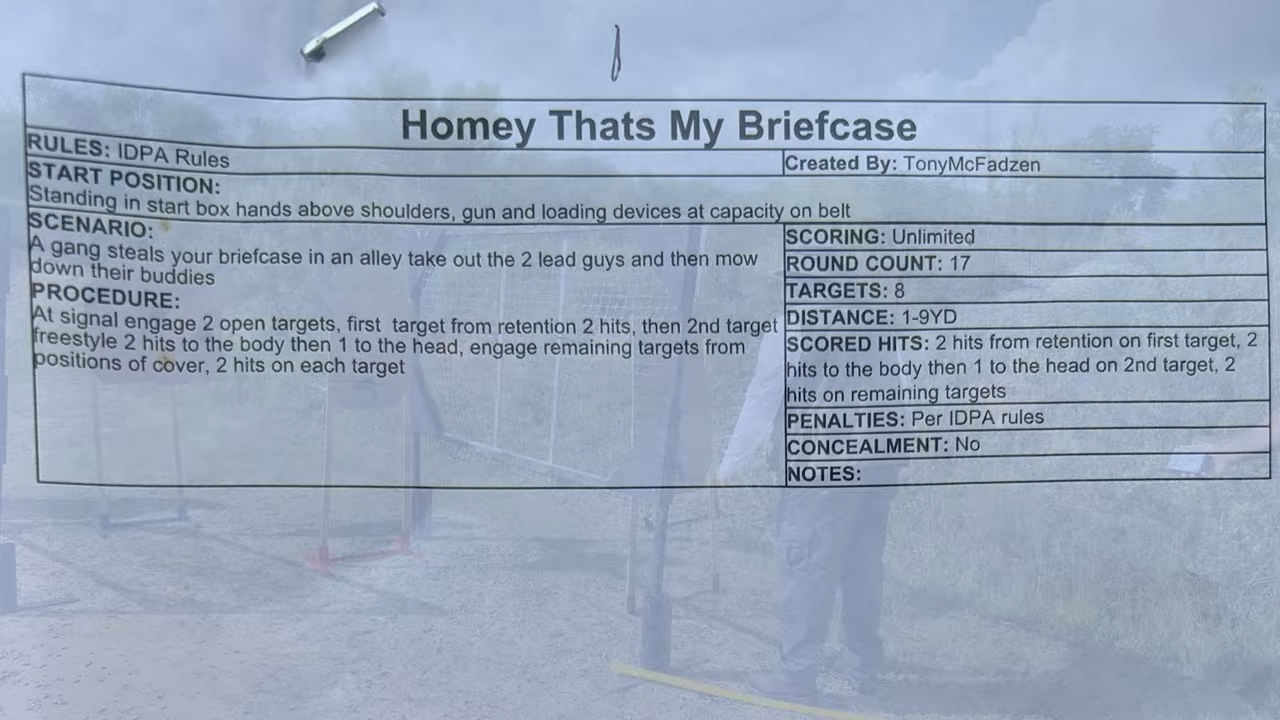 Homey Thats My Briefcase
RULES: IDPA Rules
Created By: TonyMcFadzen
START POSITION:
Standing in start box hands above shoulders, gun and loading devices at capacity on belt
SCENARIO:
A gang steals your briefcase in an alley take out the 2 lead guys and then mow
down their buddies
PROCEDURE:
At signal engage 2 open targets, first target from retention 2 hits, then 2nd target
freestyle 2 hits to the body then 1 to the head, engage remaining targets from
positions of cover, 2 hits on each target
SCORING: Unlimited
ROUND COUNT: 17
TARGETS: 8
DISTANCE: 1-9YD
SCORED HITS: 2 hits from retention on first target, 2
hits to the body then 1 to the head on 2nd target, 2
hits on remaining targets
PENALTIES: Per IDPA rules
CONCEALMENT: No
NOTES: